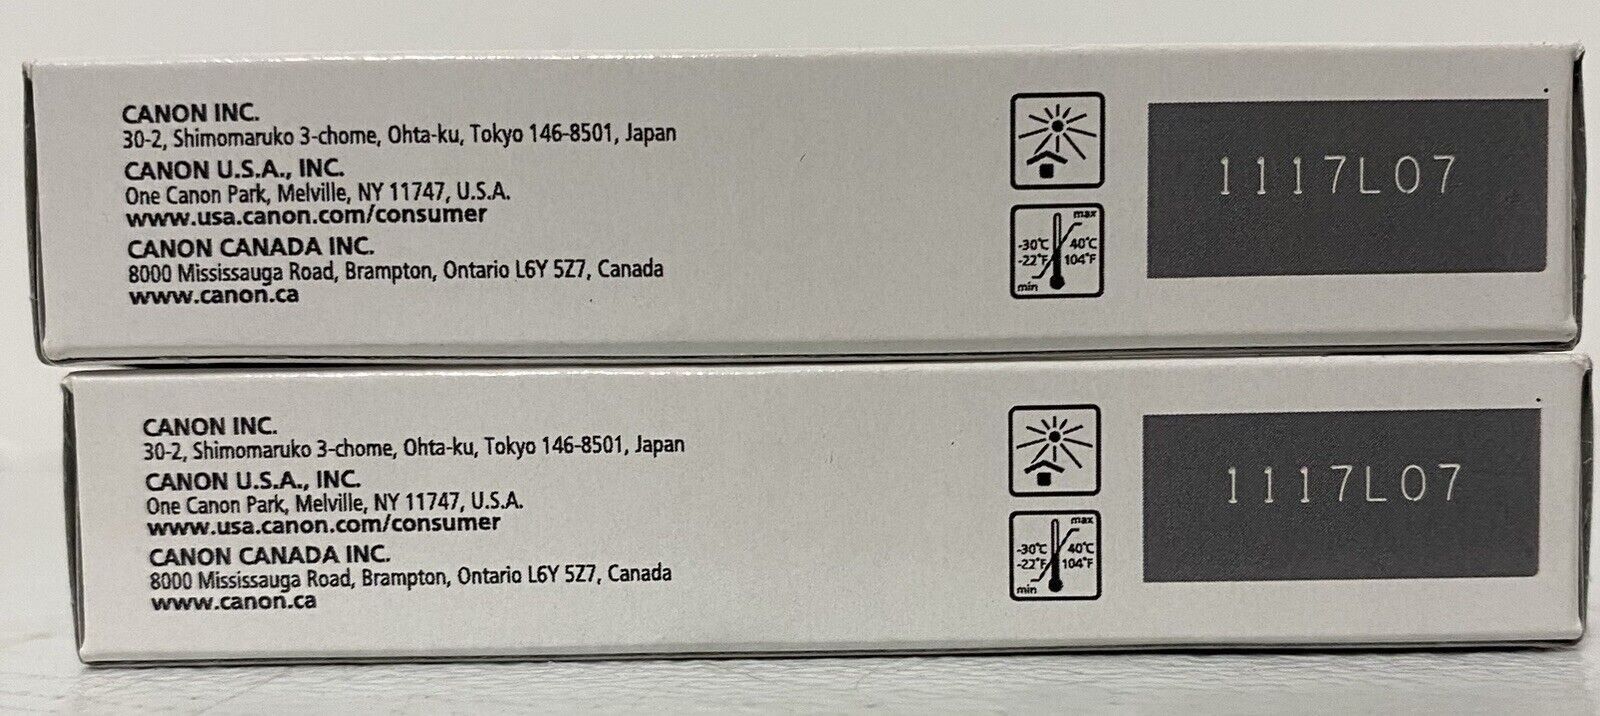 CANON INC.
30-2, Shimomaruko 3-chome, Ohta-ku, Tokyo 146-8501, Japan
CANON U.S.A., INC.
One Canon Park, Melville, NY 11747, U.S.A.
www.usa.canon.com/consumer
CANON CANADA INC.
8000 Mississauga Road, Brampton, Ontario L6Y 5Z7, Canada
www.canon.ca
max
-30°C 40°C
-22°F 104°F
min
1117L07
CANON INC.
30-2, Shimomaruko 3-chome, Ohta-ku, Tokyo 146-8501, Japan
CANON U.S.A., INC.
One Canon Park, Melville, NY 11747, U.S.A.
www.usa.canon.com/consumer
CANON CANADA INC.
8000 Mississauga Road, Brampton, Ontario L6Y 5Z7, Canada
www.canon.ca
max
-30°C 40°C
-22°F 104°F
min
1117L07